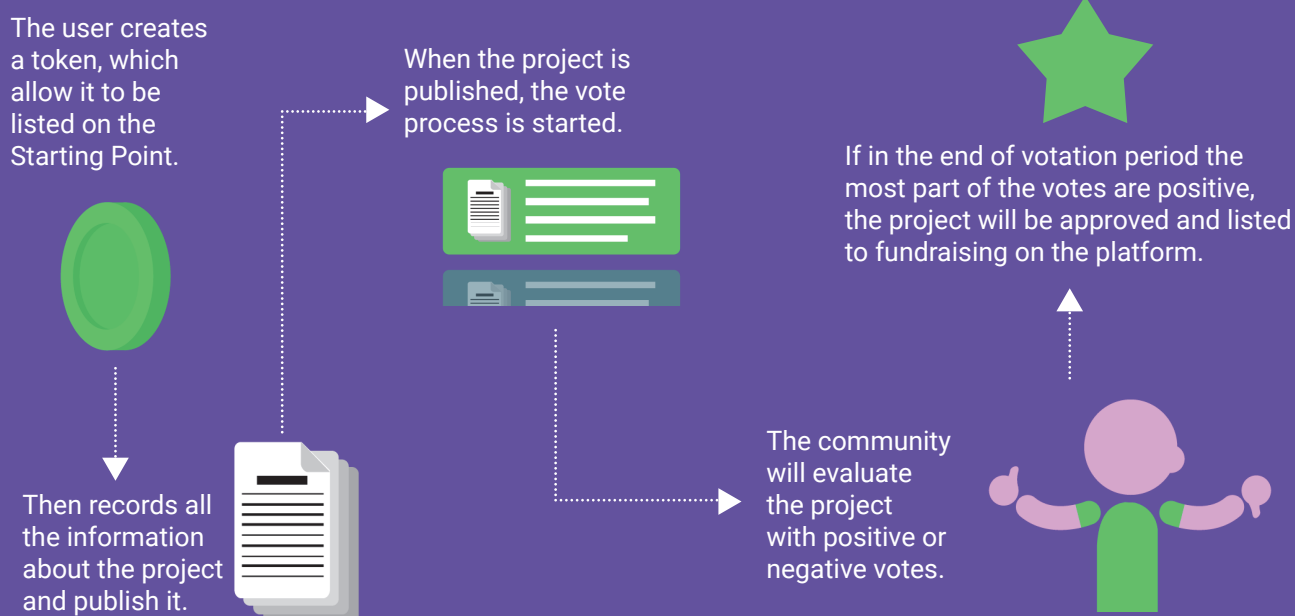 The user creates
a token, which
allow it to be
listed on the
Starting Point.
Then records all
the information
about the project
and publish it.
When the project is
published, the vote
process is started.
The community
will evaluate
the project
with positive or
negative votes.
If in the end of votation period the
most part of the votes are positive,
the project will be approved and listed
to fundraising on the platform.